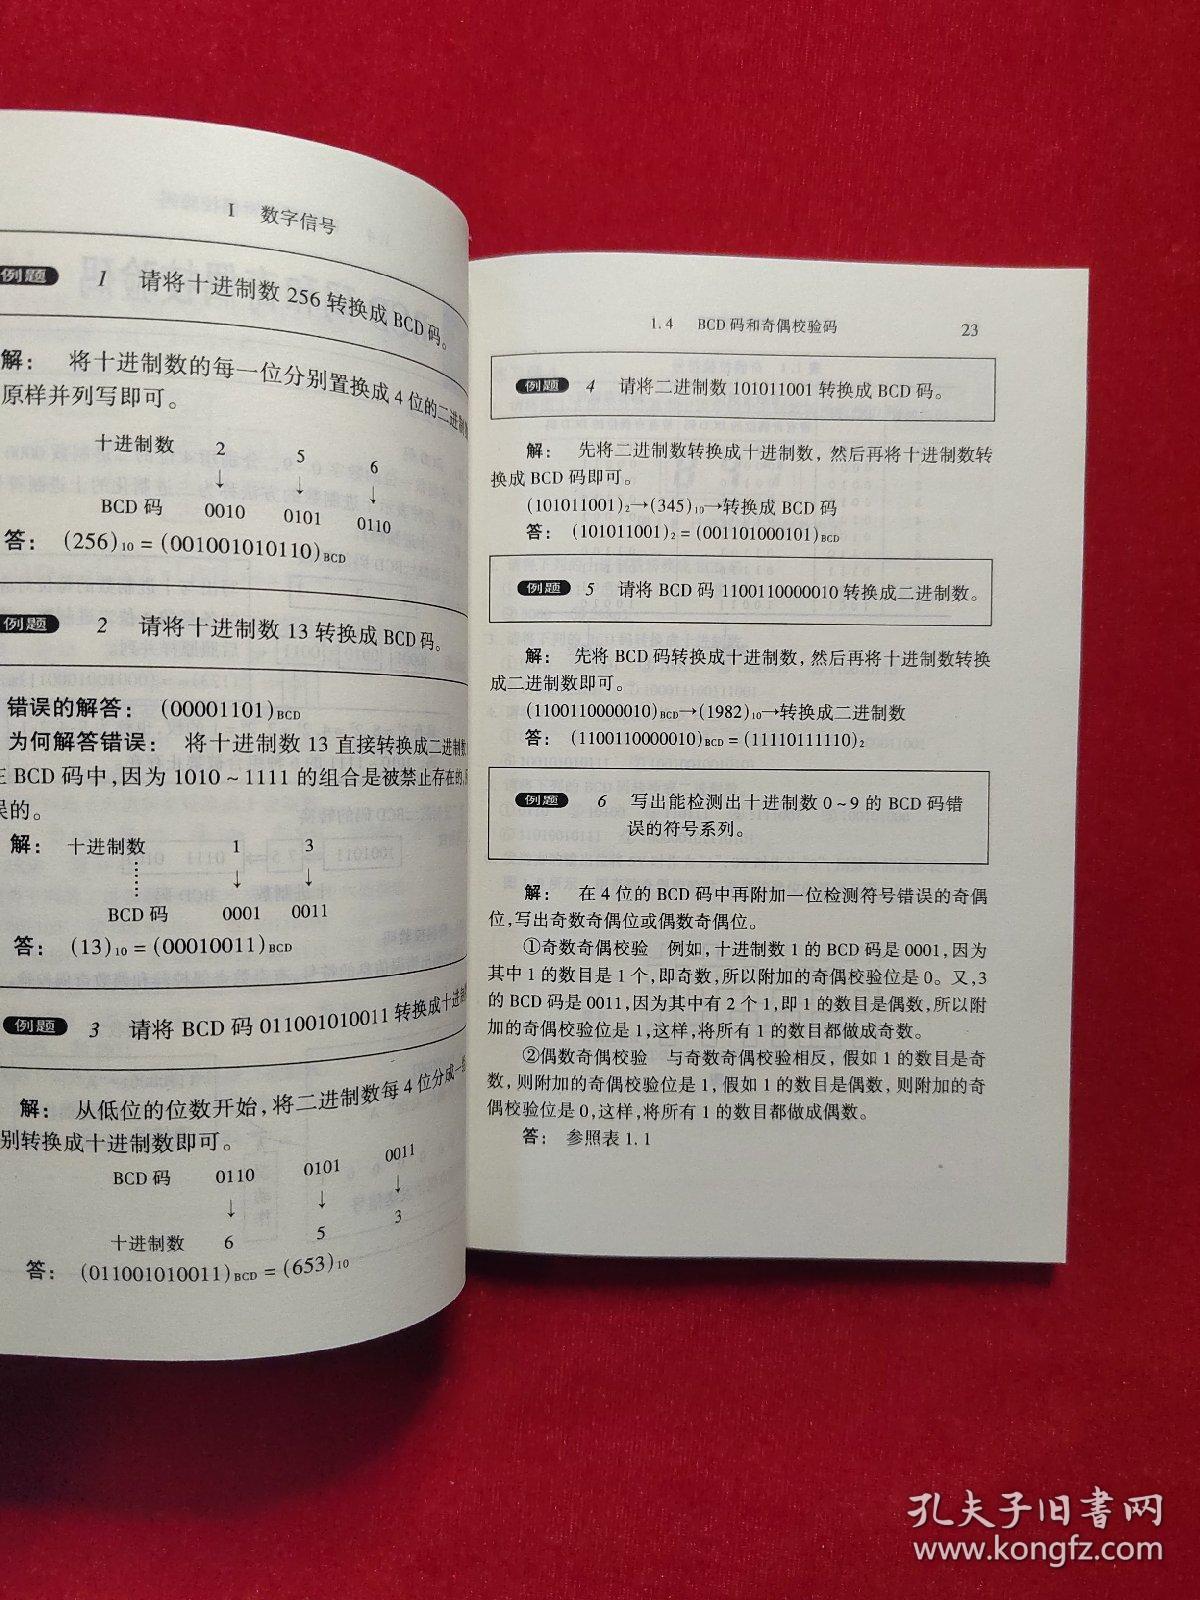 I 数字信号
例题 1 请将十进制数 256 转换成 BCD 码。
解： 将十进制数的每一位分别置换成 4 位的二进制
原样并列写即可。
十进制数 2 5 6
↓ ↓ ↓
BCD 码 0010 0101 0110
答： (256)₁₀ = (001001010110)BCD
例题 2 请将十进制数 13 转换成 BCD 码。
错误的解答： (00001101)BCD
为何解答错误： 将十进制数 13 直接转换成二进制数
BCD 码中,因为 1010～1111 的组合是被禁止存在的,
误的。
解： 十进制数 1 3
↓ ↓
BCD 码 0001 0011
答： (13)₁₀ = (00010011)BCD
例题 3 请将 BCD 码 011001010011 转换成十进制
解： 从低位的位数开始,将二进制数每 4 位分成一
别转换成十进制数即可。
BCD 码 0110 0101 0011
↓ ↓ ↓
十进制数 6 5 3
答： (011001010011)BCD = (653)₁₀
1.4 BCD 码和奇偶校验码 23
例题 4 请将二进制数 101011001 转换成 BCD 码。
解： 先将二进制数转换成十进制数, 然后再将十进制数转
换成 BCD 码即可。
(101011001)₂→(345)₁₀→转换成 BCD 码
答： (101011001)₂ = (001101000101)BCD
例题 5 请将 BCD 码 1100110000010 转换成二进制数。
解： 先将 BCD 码转换成十进制数, 然后再将十进制数转换
成二进制数即可。
(1100110000010)BCD→(1982)₁₀→转换成二进制数
答： (1100110000010)BCD = (11110111110)₂
例题 6 写出能检测出十进制数 0～9 的 BCD 码错
误的符号系列。
解： 在 4 位的 BCD 码中再附加一位检测符号错误的奇偶
位,写出奇数奇偶位或偶数奇偶位。
①奇数奇偶校验 例如,十进制数 1 的 BCD 码是 0001,因为
其中 1 的数目是 1 个,即奇数,所以附加的奇偶校验位是 0。又,3
的 BCD 码是 0011,因为其中有 2 个 1,即 1 的数目是偶数,所以附
加的奇偶校验位是 1,这样,将所有 1 的数目都做成奇数。
②偶数奇偶校验 与奇数奇偶校验相反, 假如 1 的数目是奇
数, 则附加的奇偶校验位是 1, 假如 1 的数目是偶数, 则附加的奇
偶校验位是 0,这样,将所有 1 的数目都做成偶数。
答： 参照表 1.1
孔夫子旧书网
www.kongfz.com